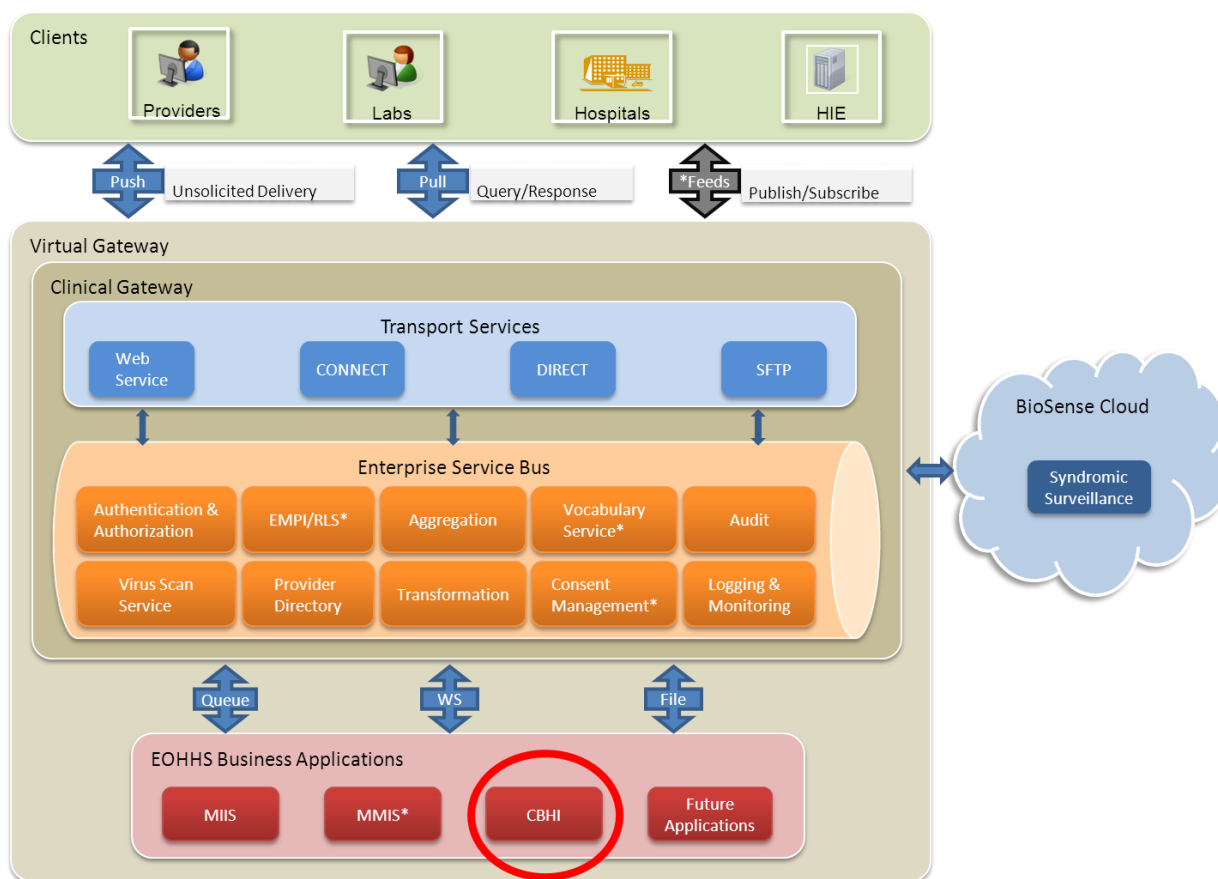 Clients
Providers
Labs
Hospitals
HIE
Push
Unsolicited Delivery
Pull
Query/Response
*Feeds
Publish/Subscribe
Virtual Gateway
Clinical Gateway
Transport Services
Web
Service
CONNECT
DIRECT
SFTP
BioSense Cloud
Syndromic
Surveillance
Enterprise Service Bus
Authentication &
Authorization
EMPI/RLS*
Aggregation
Vocabulary
Service*
Audit
Virus Scan
Service
Provider
Directory
Transformation
Consent
Management*
Logging &
Monitoring
Queue
WS
File
EOHHS Business Applications
MIIS
MMIS*
CBHI
Future
Applications